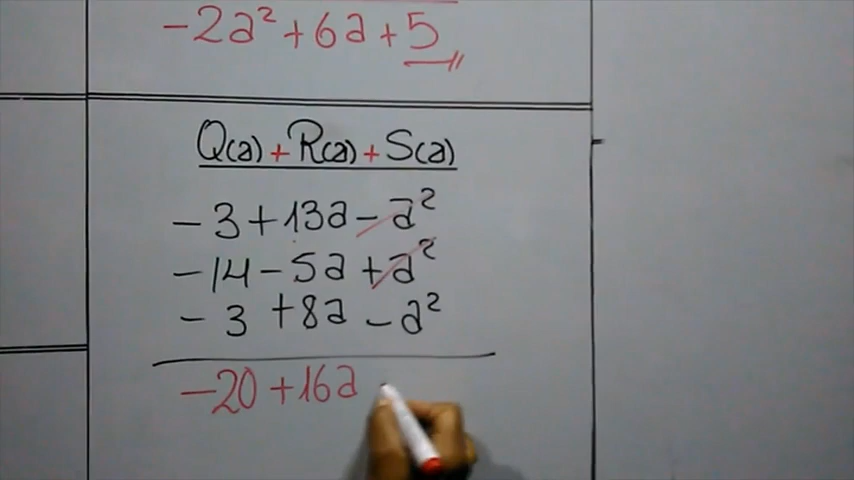 -2a² + 6a + 5
Q(a) + R(a) + S(a)
-3 + 13a - a²
-14 - 5a + a²
-3 + 8a - a²
-20 + 16a